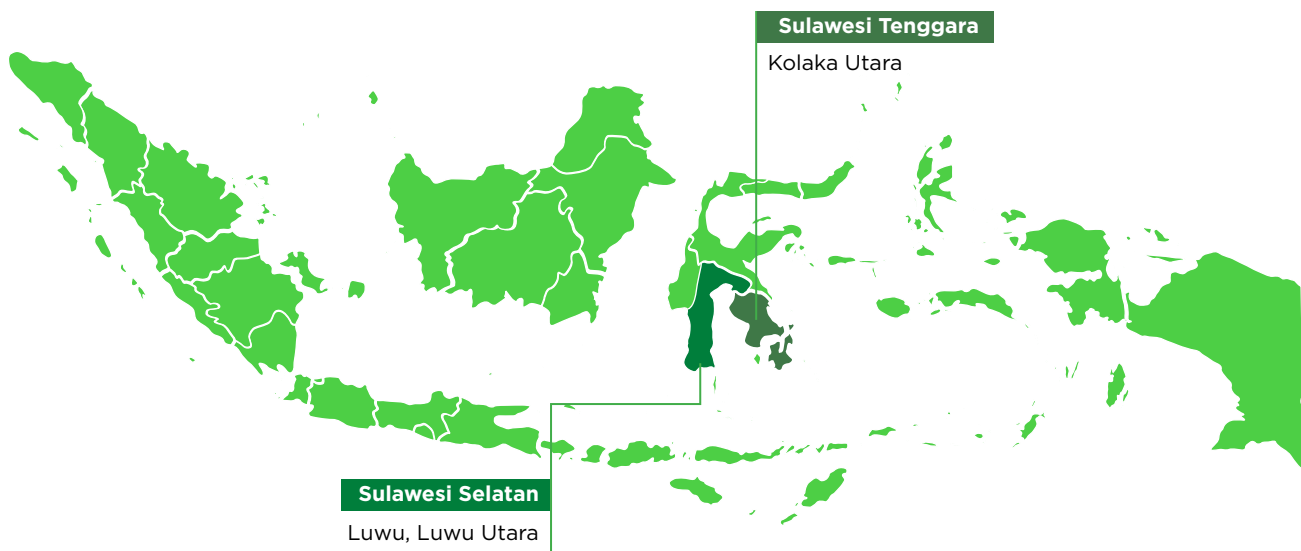 Sulawesi Tenggara
Kolaka Utara
Sulawesi Selatan
Luwu, Luwu Utara